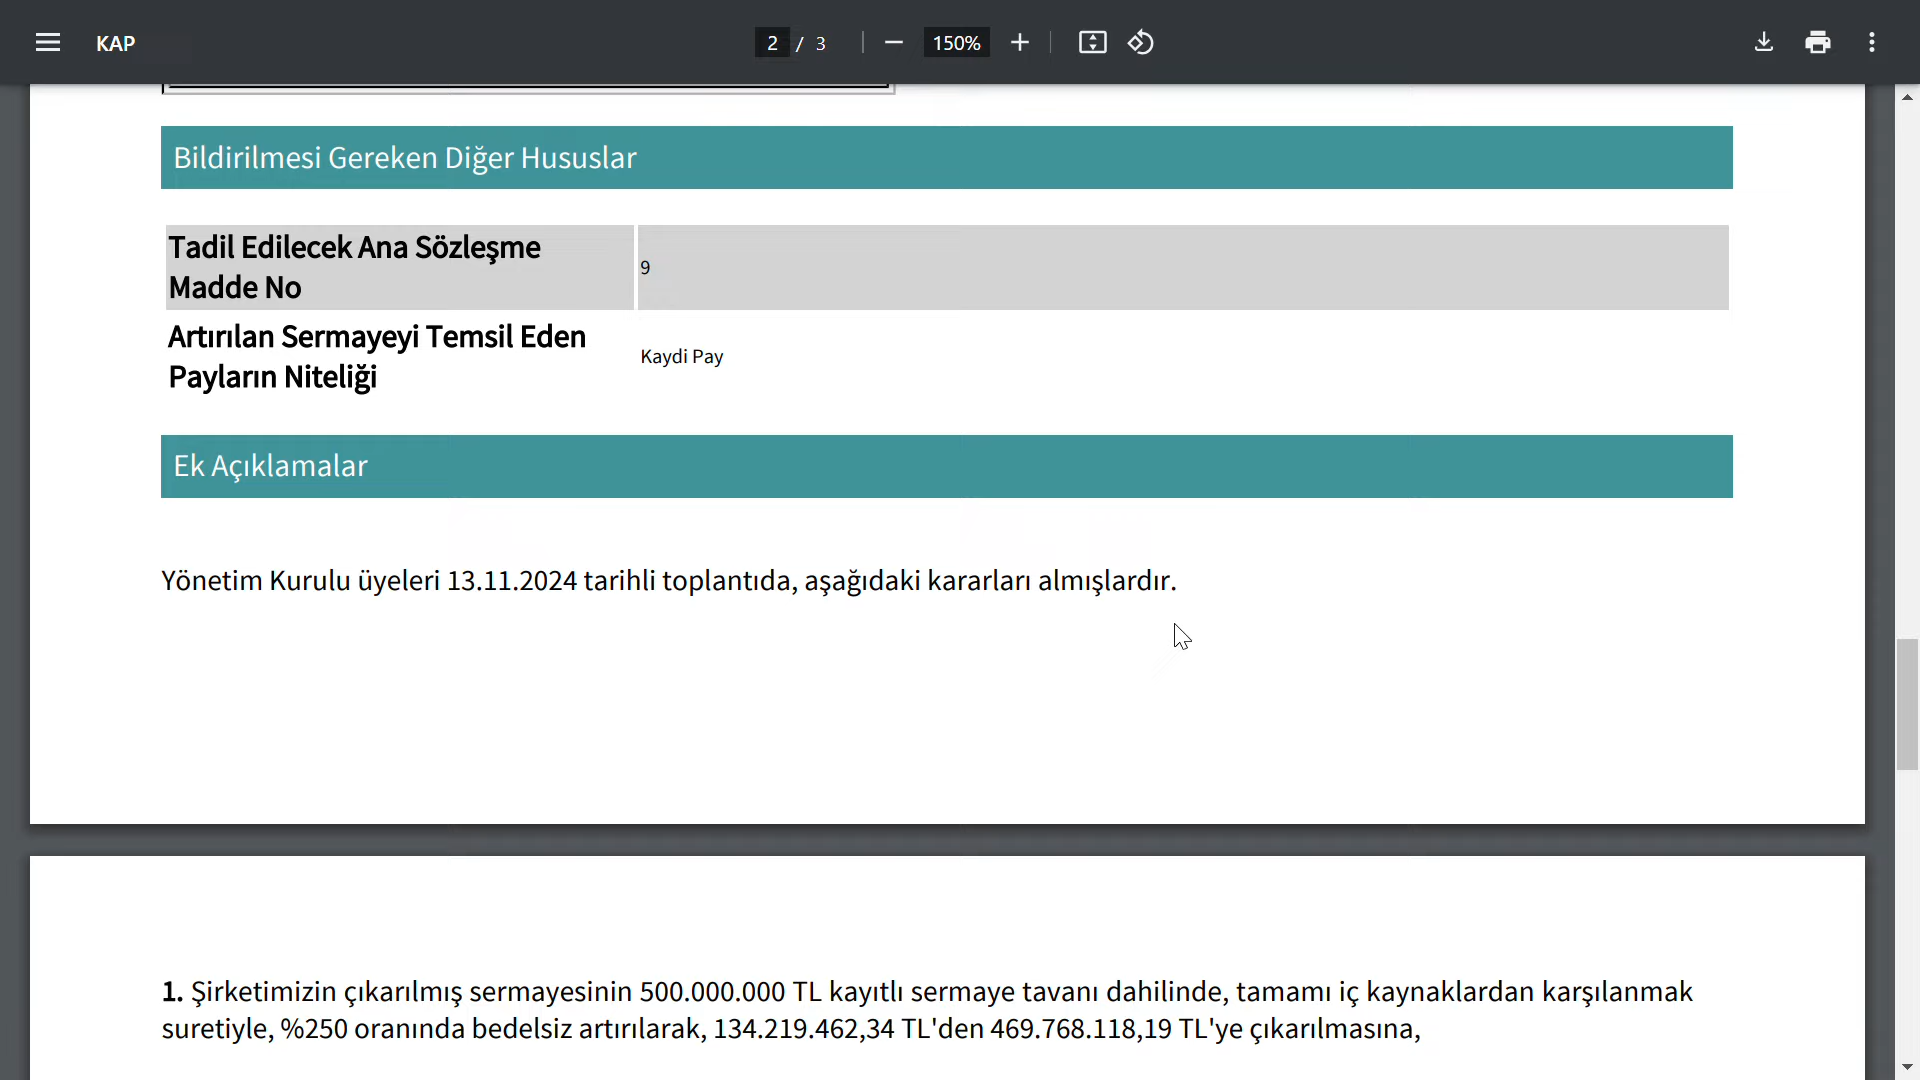 KAP
2 / 3
150%
Bildirilmesi Gereken Diğer Hususlar
Tadil Edilecek Ana Sözleşme
Madde No
9
Artırılan Sermayeyi Temsil Eden
Payların Niteliği
Kaydi Pay
Ek Açıklamalar
Yönetim Kurulu üyeleri 13.11.2024 tarihli toplantıda, aşağıdaki kararları almışlardır.
1. Şirketimizin çıkarılmış sermayesinin 500.000.000 TL kayıtlı sermaye tavanı dahilinde, tamamı iç kaynaklardan karşılanmak
suretiyle, %250 oranında bedelsiz artırılarak, 134.219.462,34 TL'den 469.768.118,19 TL'ye çıkarılmasına,